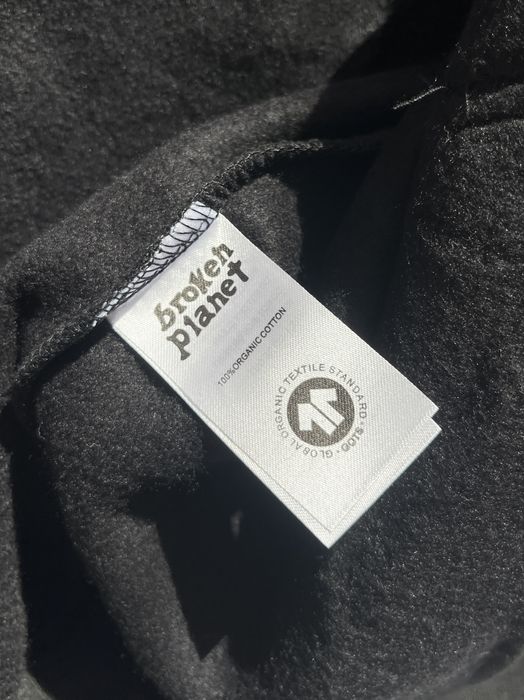 broken
planet
100%ORGANIC COTTON
GLOBAL ORGANIC TEXTILE STANDARD · GOTS ·